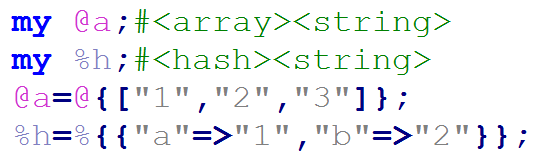 my @a;#<array><string>
my %h;#<hash><string>
@a=@{["1","2","3"]};
%h=%{{"a"=>"1","b"=>"2"}};